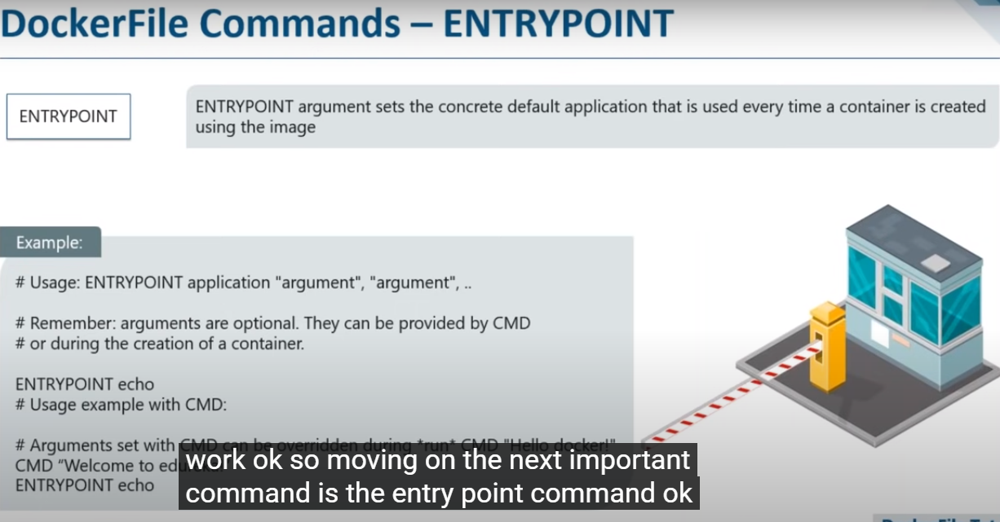 DockerFile Commands – ENTRYPOINT
ENTRYPOINT
ENTRYPOINT argument sets the concrete default application that is used every time a container is created
using the image
Example:
# Usage: ENTRYPOINT application "argument", "argument", ..
# Remember: arguments are optional. They can be provided by CMD
# or during the creation of a container.
ENTRYPOINT echo
# Usage example with CMD:
# Arguments set with CMD can be overridden during *run* CMD "Hello docker!"
CMD “Welcome to edureka!"
ENTRYPOINT echo
work ok so moving on the next important
command is the entry point command ok